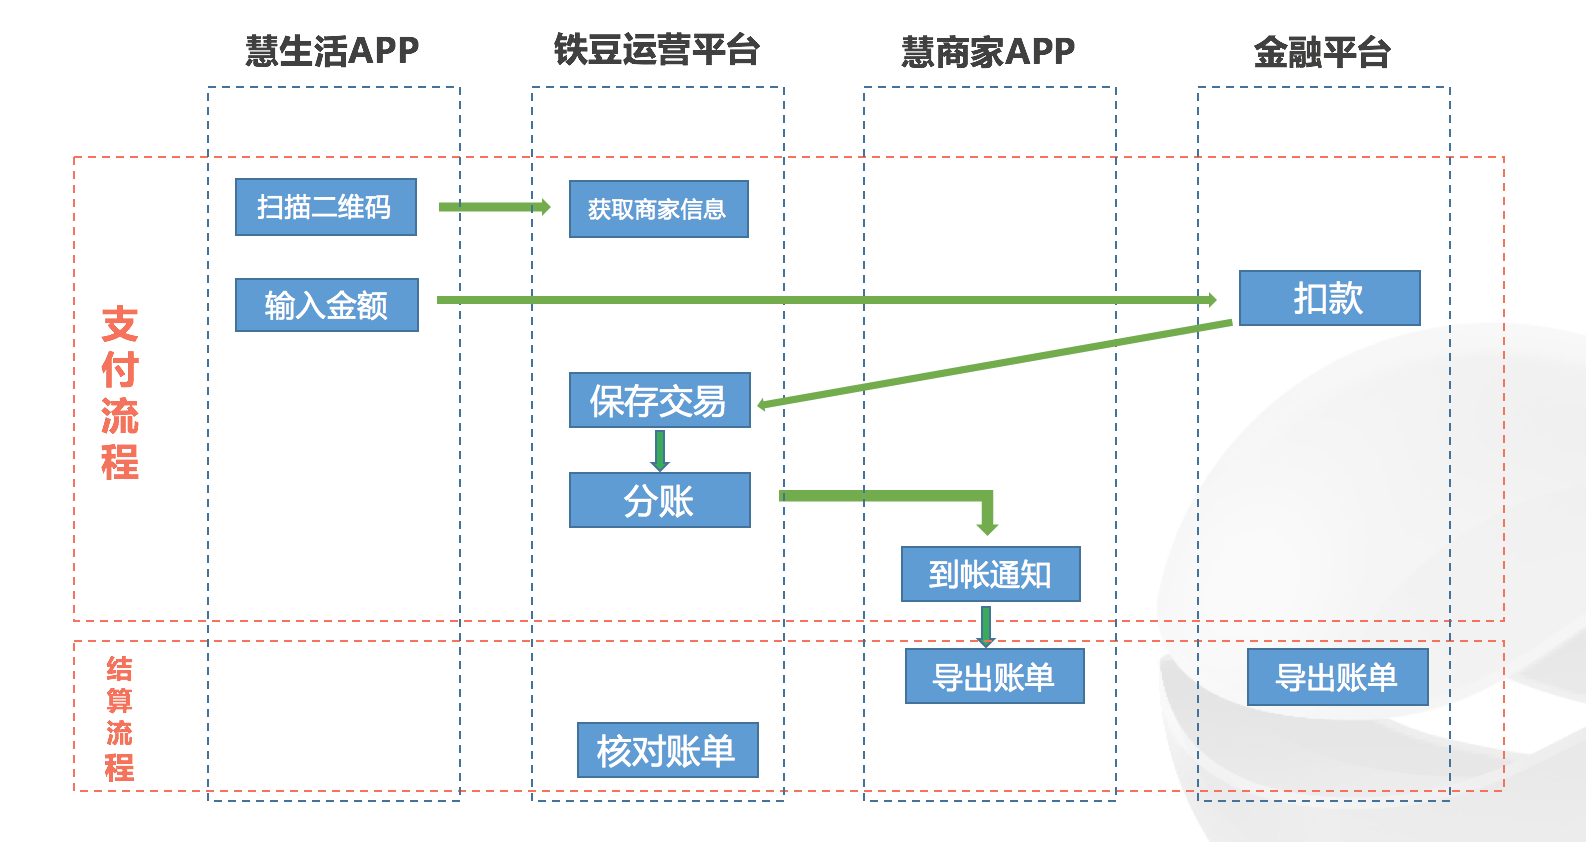 慧生活APP
铁豆运营平台
慧商家APP
金融平台
支付流程
扫描二维码
获取商家信息
输入金额
扣款
保存交易
分账
到帐通知
结算流程
导出账单
导出账单
核对账单